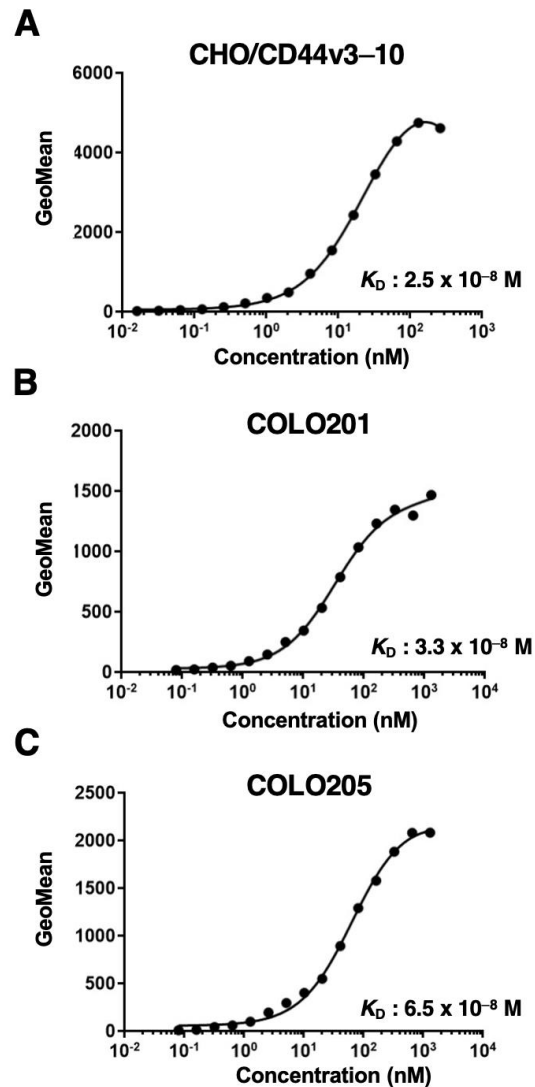 A
CHO/CD44v3–10
6000
4000
2000
0
GeoMean
K_D : 2.5 x 10⁻⁸ M
10⁻² 10⁻¹ 10⁰ 10¹ 10² 10³
Concentration (nM)
B
COLO201
2000
1500
1000
500
0
GeoMean
K_D : 3.3 x 10⁻⁸ M
10⁻² 10⁻¹ 10⁰ 10¹ 10² 10³ 10⁴
Concentration (nM)
C
COLO205
2500
2000
1500
1000
500
0
GeoMean
K_D : 6.5 x 10⁻⁸ M
10⁻² 10⁻¹ 10⁰ 10¹ 10² 10³ 10⁴
Concentration (nM)